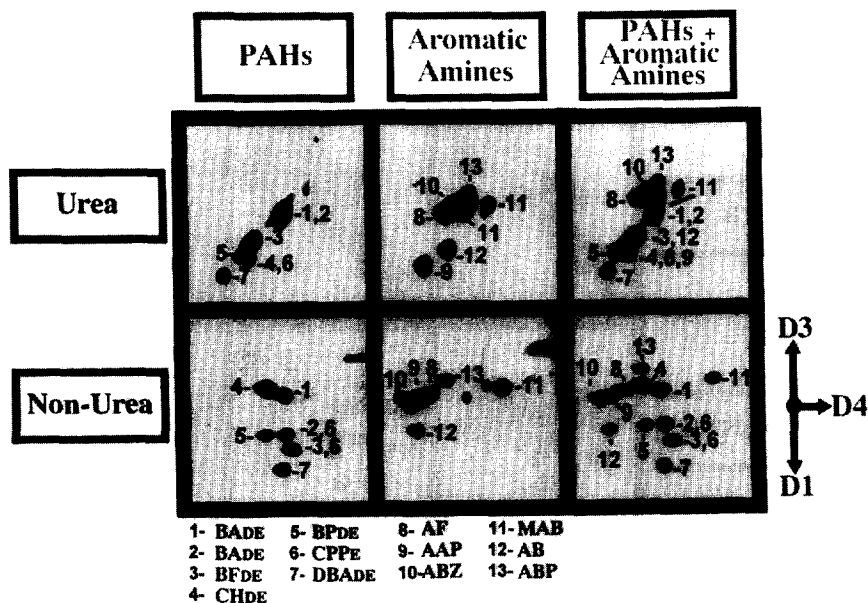 PAHs
Aromatic
Amines
PAHs +
Aromatic
Amines
Urea
-1,2
-3
5-
-4,6
-7
13
10
8-
-11
11
-12
-9
13
10
8-
-11
-1,2
-3,12
5-
-4,6,9
-7
D3
D4
D1
Non-Urea
4-
-1
5-
-2,6
-3,6
-7
9 8
-13
10
-11
-12
13
10
8
4
-1
-11
9
-2,6
12
5
-3,6
-7
1- BADE 5- BPDE 8- AF 11- MAB
2- BADE 6- CPPE 9- AAP 12- AB
3- BFDE 7- DBADE 10- ABZ 13- ABP
4- CHDE